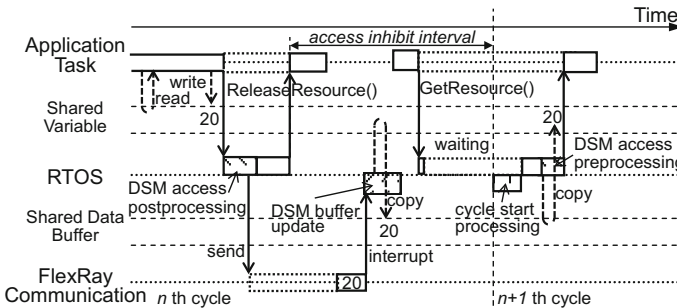 Time
access inhibit interval
Application
Task
write
read
ReleaseResource()
GetResource()
Shared
Variable
20
20
waiting
DSM access
preprocessing
RTOS
DSM access
postprocessing
DSM buffer
update
copy
cycle start
processing
copy
Shared Data
Buffer
20
send
interrupt
FlexRay
Communication
20
n th cycle
n+1 th cycle